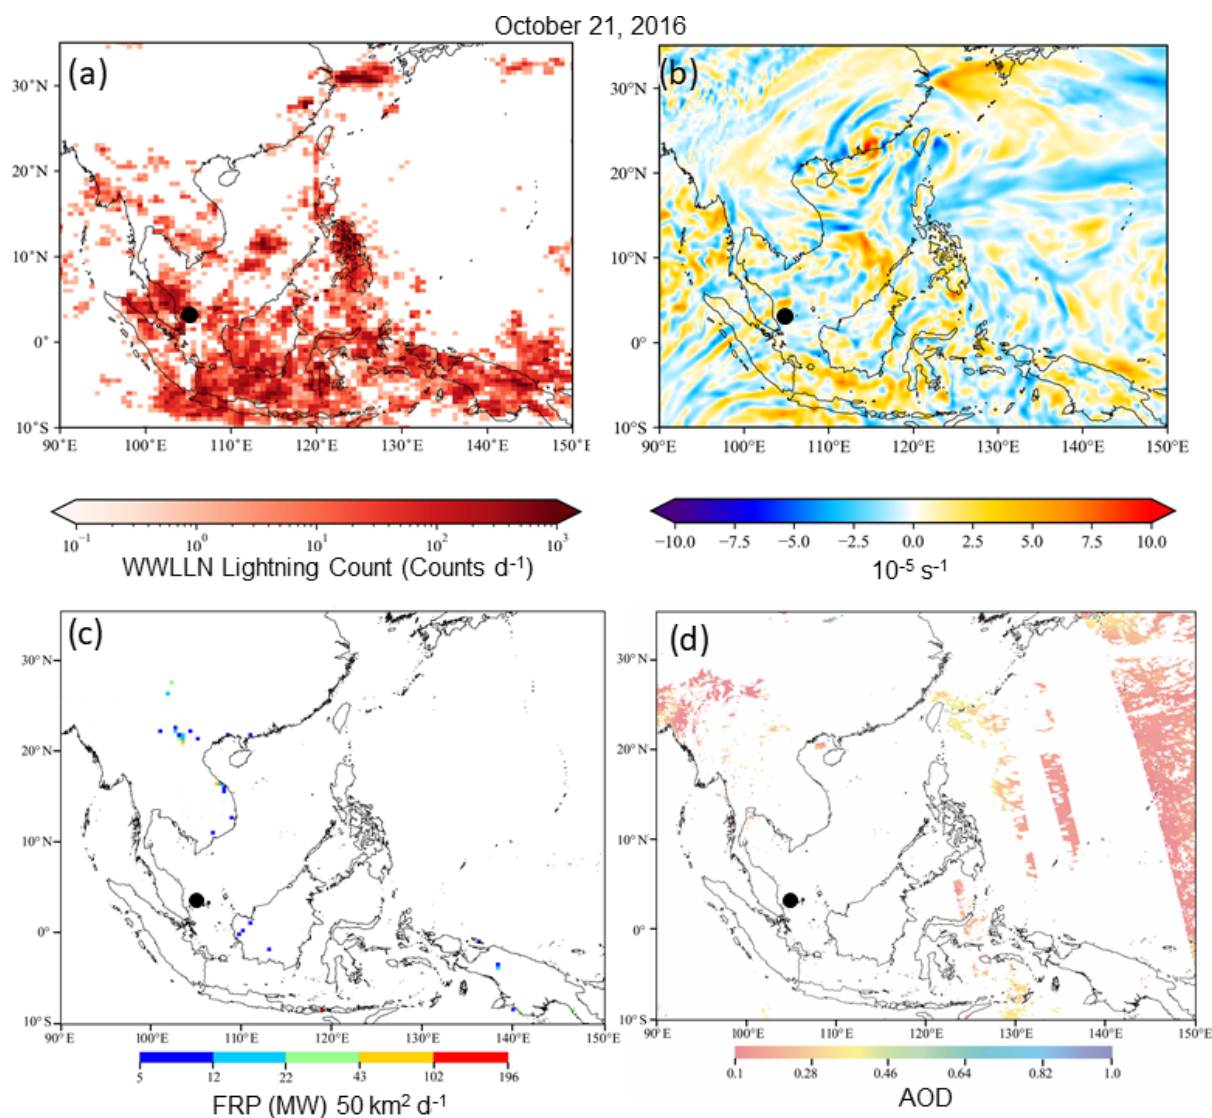 October 21, 2016
(a)
(b)
30°N
20°N
10°N
0°
10°S
90°E 100°E 110°E 120°E 130°E 140°E 150°E
30°N
20°N
10°N
0°
10°S
90°E 100°E 110°E 120°E 130°E 140°E 150°E
10⁻¹ 10⁰ 10¹ 10² 10³
WWLLN Lightning Count (Counts d⁻¹)
−10.0 −7.5 −5.0 −2.5 0.0 2.5 5.0 7.5 10.0
10⁻⁵ s⁻¹
(c)
(d)
30°N
20°N
10°N
0°
10°S
90°E 100°E 110°E 120°E 130°E 140°E 150°E
30°N
20°N
10°N
0°
10°S
90°E 100°E 110°E 120°E 130°E 140°E 150°E
5 12 22 43 102 196
FRP (MW) 50 km² d⁻¹
0.1 0.28 0.46 0.64 0.82 1.0
AOD